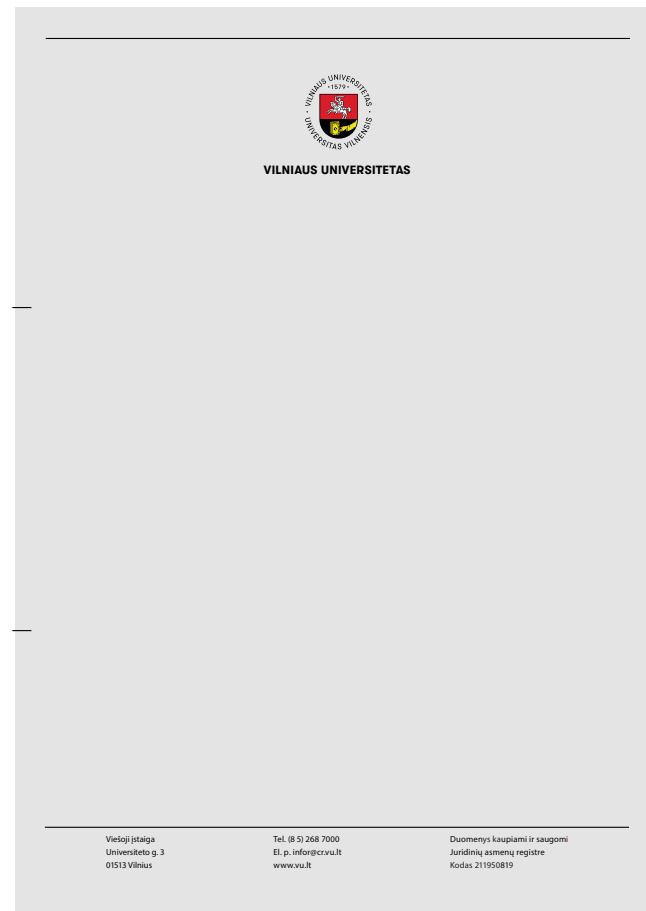 VILNIAUS UNIVERSITETAS
•1579•
UNIVERSITAS VILNENSIS
VILNIAUS UNIVERSITETAS
Viešoji įstaiga
Universiteto g. 3
01513 Vilnius
Tel. (8 5) 268 7000
El. p. infor@cr.vu.lt
www.vu.lt
Duomenys kaupiami ir saugomi
Juridinių asmenų registre
Kodas 211950819